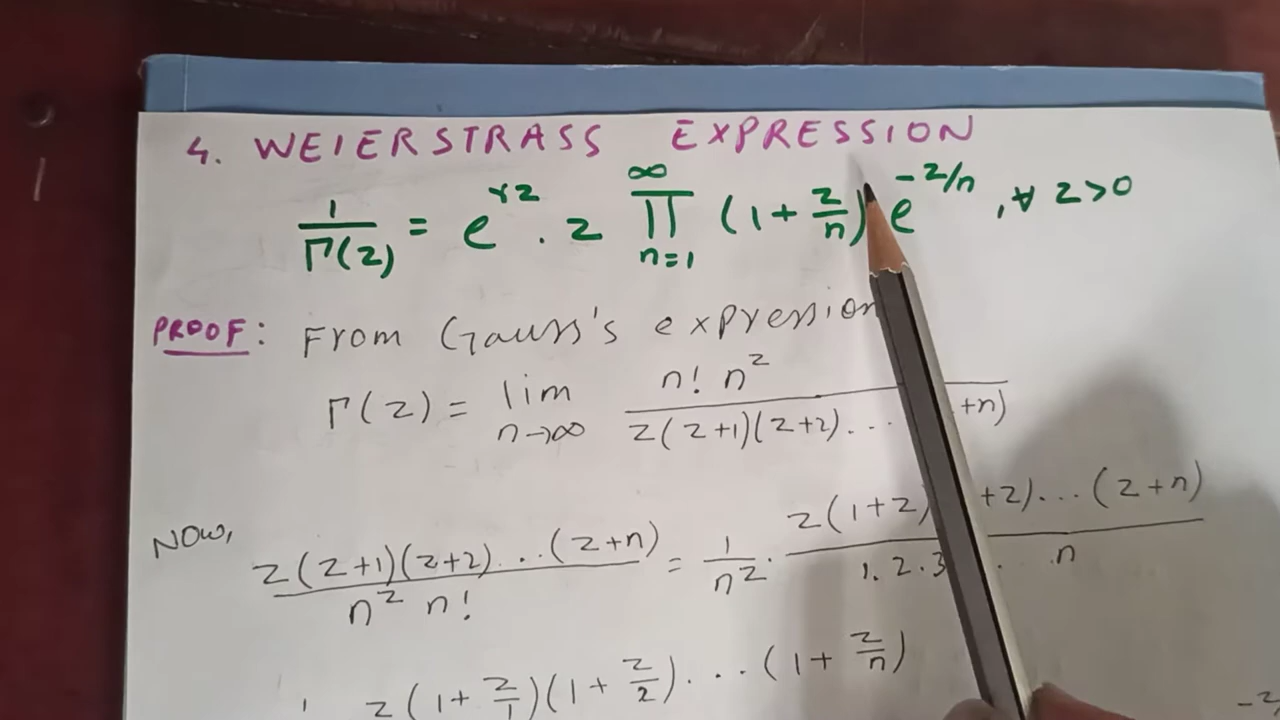 4. WEIERSTRASS EXPRESSION
1/Γ(z) = e^γz . z ∏_{n=1}^{∞} (1 + z/n) e^{-z/n} , ∀ z>0
PROOF: From Gauss's expression
Γ(z) = lim_{n→∞} n! n^z / z(z+1)(z+2)... +n)
NOW,
z(z+1)(z+2)...(z+n) / n^z n! = 1/n^z . z(1+z) +2)...(z+n) / 1.2.3 . . n
z(1+z/1)(1+z/2)...(1+z/n)